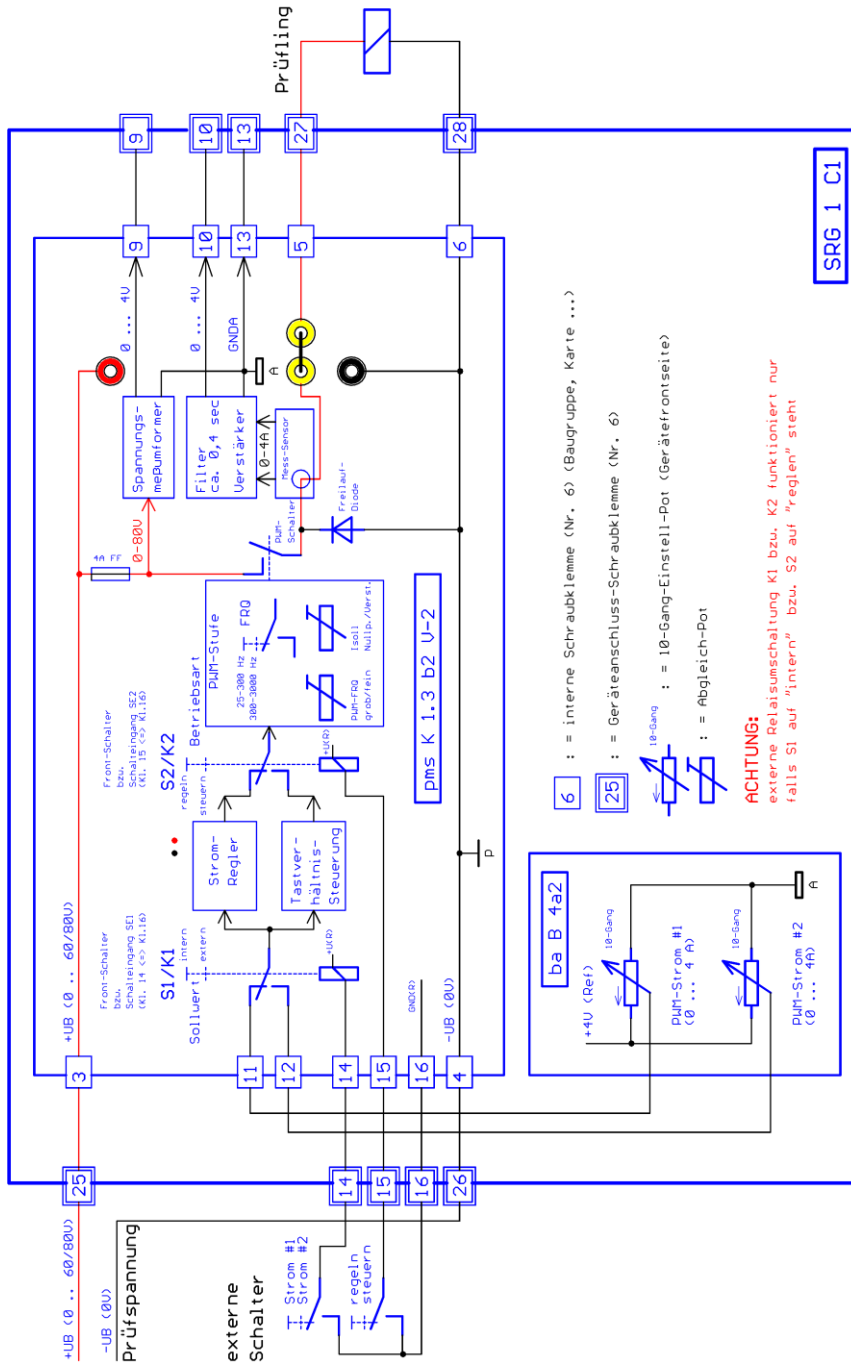 +UB (0 .. 60/80V)
-UB (0V)
Prüfspannung
externe
Schalter
Strom #1
Strom #2
regeln
steuern
25
14
15
16
26
3
11
12
14
15
16
4
+UB (0 .. 60/80V)
Front-Schalter
bzu.
Schalteingang SE1
(Kl. 14 <=> Kl.16)
S1/K1
Sollwert
intern
extern
+U(R)
GND(R)
-UB (0V)
Strom-
Regler
Tastver-
hältnis-
Steuerung
Front-Schalter
bzu.
Schalteingang SE2
(Kl. 15 <=> Kl.16)
S2/K2
regeln
steuern
Betriebsart
+U(R)
PWM-Stufe
25-300 Hz
300-3000 Hz
FRQ
PWM-FRQ
grob/fein
Isoll
Nullp./Verst.
pms K 1.3 b2 V-2
P
4A FF
0-80V
PWM-
Schalter
Freilauf-
Diode
Spannungs-
meßumformer
Filter
ca. 0,4 sec
Verstärker
0-4A
Mess-Sensor
A
0 ... 4V
0 ... 4V
GNDA
9
10
13
5
6
9
10
13
27
28
Prüfling
ba B 4a2
+4V (Ref)
10-Gang
PWM-Strom #1
(0 ... 4 A)
10-Gang
PWM-Strom #2
(0 ... 4A)
A
6 : = interne Schraubklemme (Nr. 6) (Baugruppe, Karte ...)
25 : = Geräteanschluss-Schraubklemme (Nr. 6)
10-Gang : = 10-Gang-Einstell-Pot (Gerätefrontseite)
: = Abgleich-Pot
ACHTUNG:
externe Relaisumschaltung K1 bzw. K2 funktioniert nur
falls S1 auf "intern" bzw. S2 auf "reglen" steht
SRG 1 C1